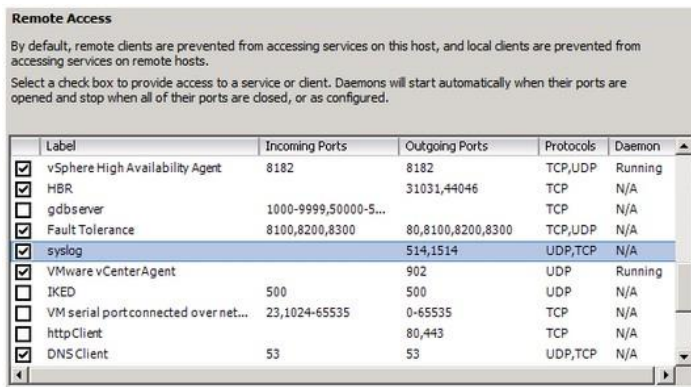 Remote Access
By default, remote clients are prevented from accessing services on this host, and local clients are prevented from
accessing services on remote hosts.
Select a check box to provide access to a service or client. Daemons will start automatically when their ports are
opened and stop when all of their ports are closed, or as configured.
Label Incoming Ports Outgoing Ports Protocols Daemon
vSphere High Availability Agent 8182 8182 TCP,UDP Running
HBR 31031,44046 TCP N/A
gdbserver 1000-9999,50000-5... TCP N/A
Fault Tolerance 8100,8200,8300 80,8100,8200,8300 TCP,UDP N/A
syslog 514,1514 UDP,TCP N/A
VMware vCenterAgent 902 UDP Running
IKED 500 500 UDP N/A
VM serial port connected over net... 23,1024-65535 0-65535 TCP N/A
httpClient 80,443 TCP N/A
DNS Client 53 53 UDP,TCP N/A